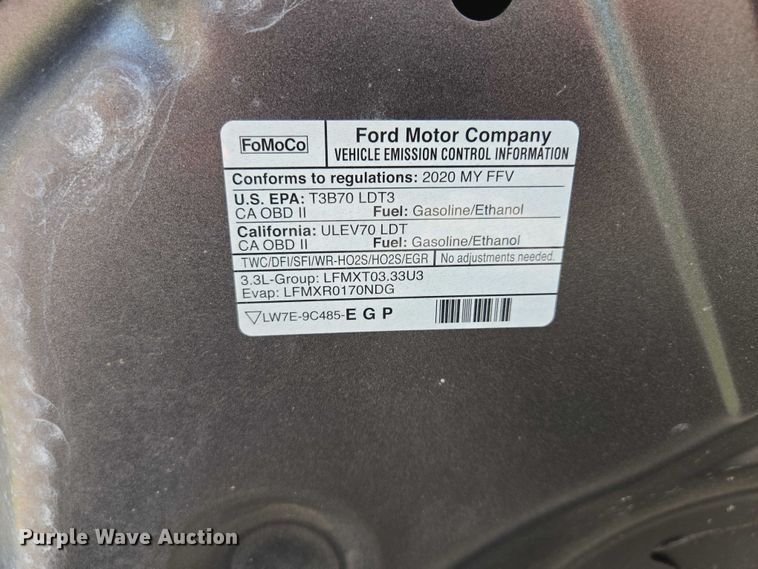 FoMoCo
Ford Motor Company
VEHICLE EMISSION CONTROL INFORMATION
Conforms to regulations: 2020 MY FFV
U.S. EPA: T3B70 LDT3
CA OBD II Fuel: Gasoline/Ethanol
California: ULEV70 LDT
CA OBD II Fuel: Gasoline/Ethanol
TWC/DFI/SFI/WR-HO2S/HO2S/EGR No adjustments needed.
3.3L-Group: LFMXT03.33U3
Evap: LFMXR0170NDG
LW7E-9C485-E G P
Purple Wave Auction